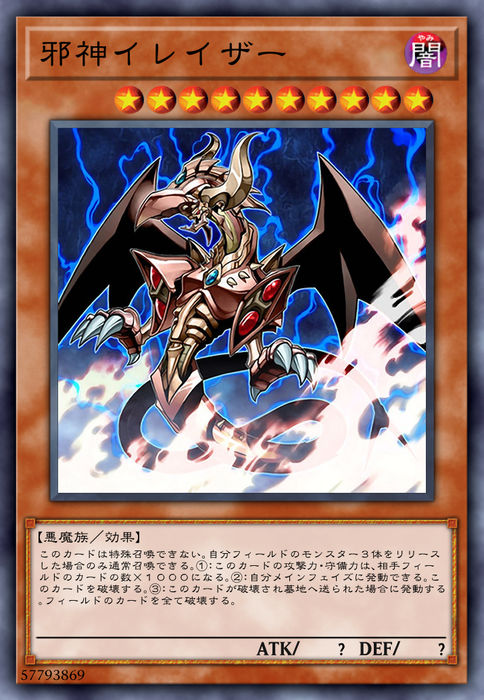 邪神イレイザー
やみ
闇
【悪魔族／効果】
このカードは特殊召喚できない。自分フィールドのモンスター３体をリリース
した場合のみ通常召喚できる。①：このカードの攻撃力・守備力は、相手フィー
ルドのカードの数×１０００になる。②：自分メインフェイズに発動できる。こ
のカードを破壊する。③：このカードが破壊され墓地へ送られた場合に発動する
。フィールドのカードを全て破壊する。
ATK/ ? DEF/ ?
57793869